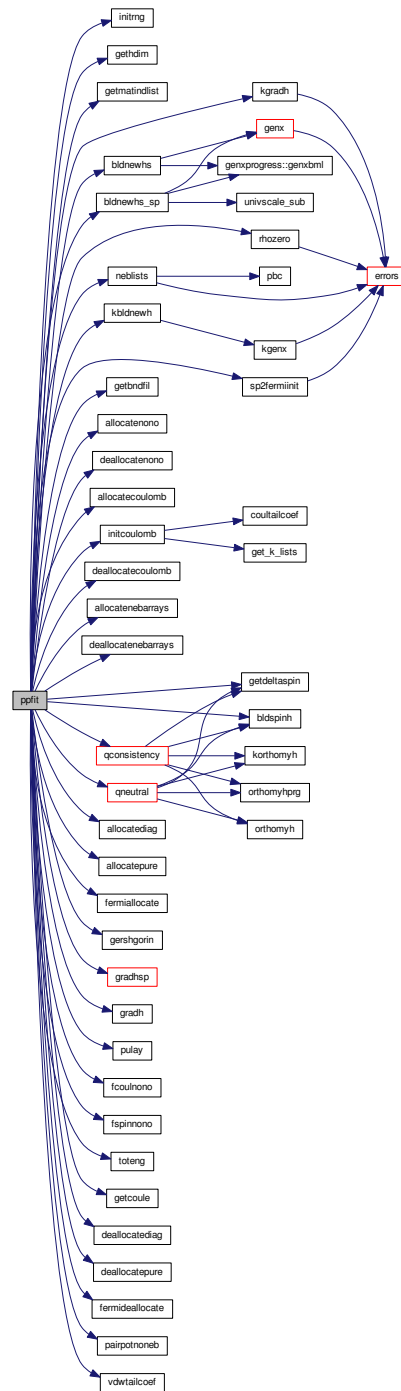 initrng
gethdim
getmatindlist
kgradh
genx
bldnewhs
genxprogress::genxbml
bldnewhs_sp
univscale_sub
rhozero
neblists
pbc
errors
kbldnewh
kgenx
getbndfil
sp2fermiinit
allocatenono
deallocatenono
allocatecoulomb
coultailcoef
initcoulomb
get_k_lists
deallocatecoulomb
allocatenebarrays
deallocatenebarrays
getdeltaspin
ppfit
bldspinh
qconsistency
korthomyh
qneutral
orthomyhprg
allocatediag
orthomyh
allocatepure
fermiallocate
gershgorin
gradhsp
gradh
pulay
fcoulnono
fspinnono
toteng
getcoule
deallocatediag
deallocatepure
fermideallocate
pairpotnoneb
vdwtailcoef